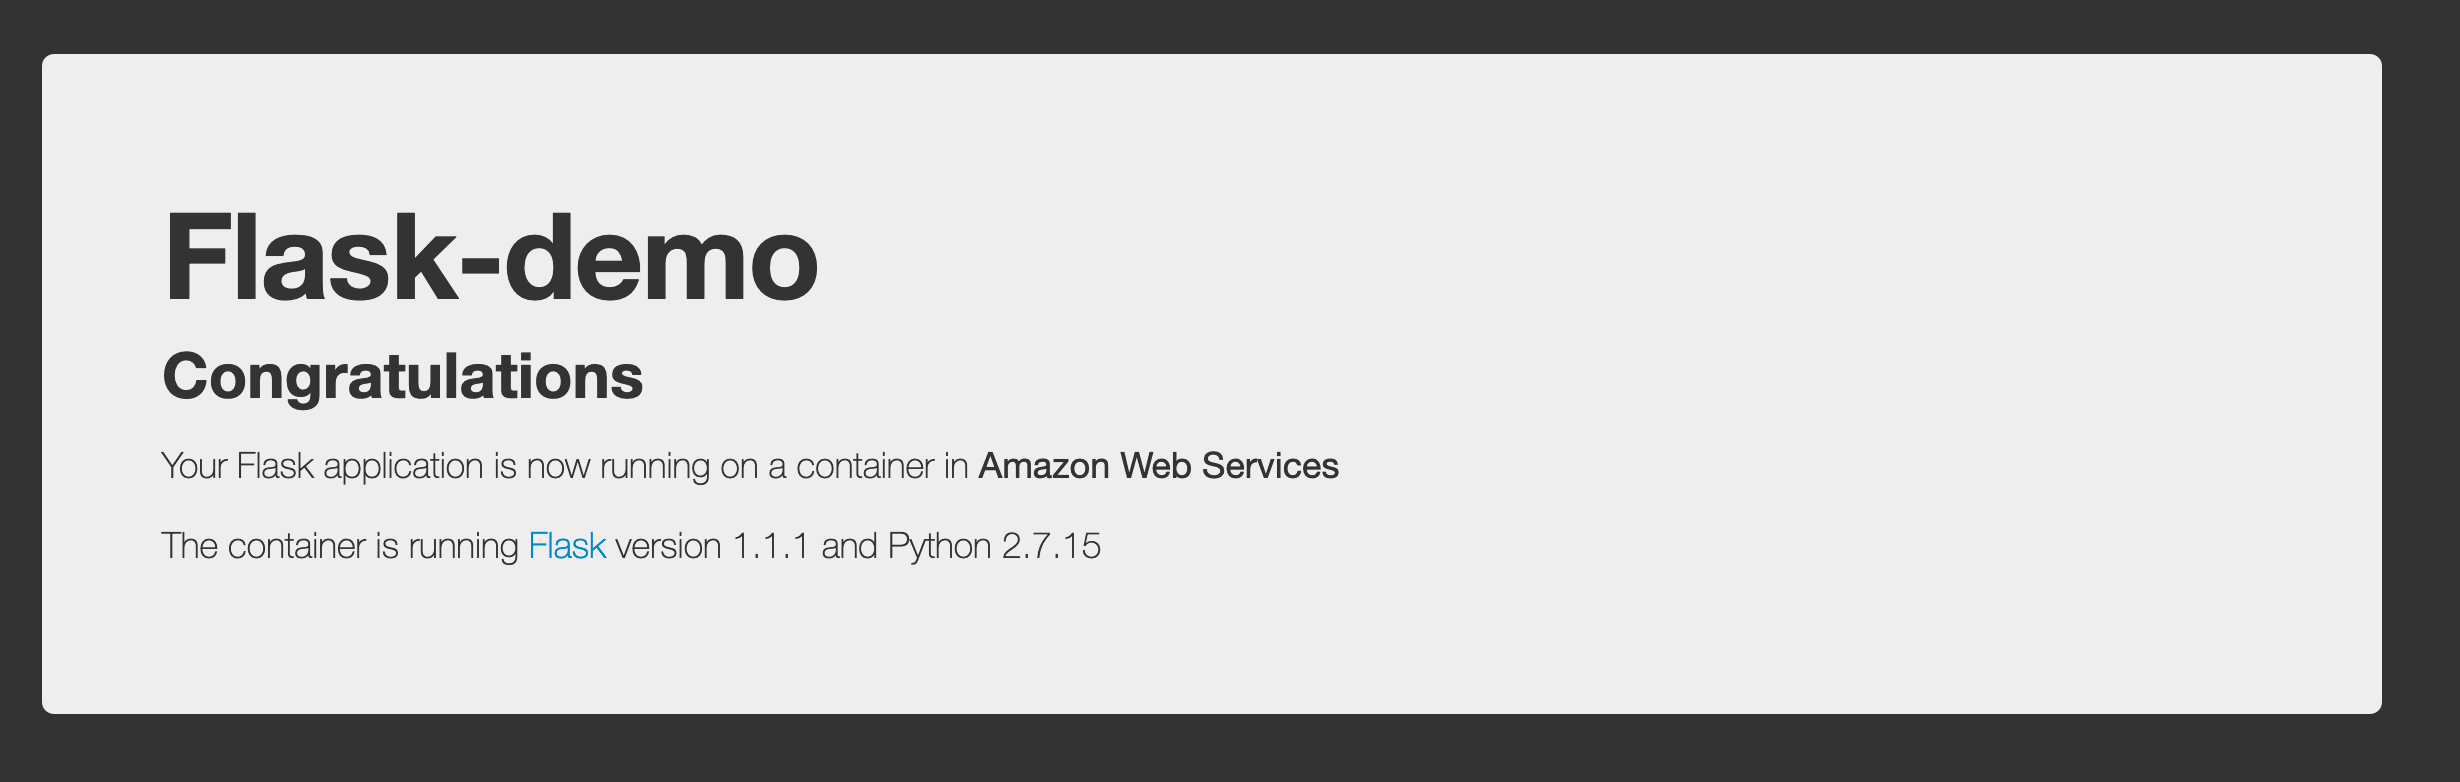 Flask-demo
Congratulations
Your Flask application is now running on a container in Amazon Web Services
The container is running Flask version 1.1.1 and Python 2.7.15